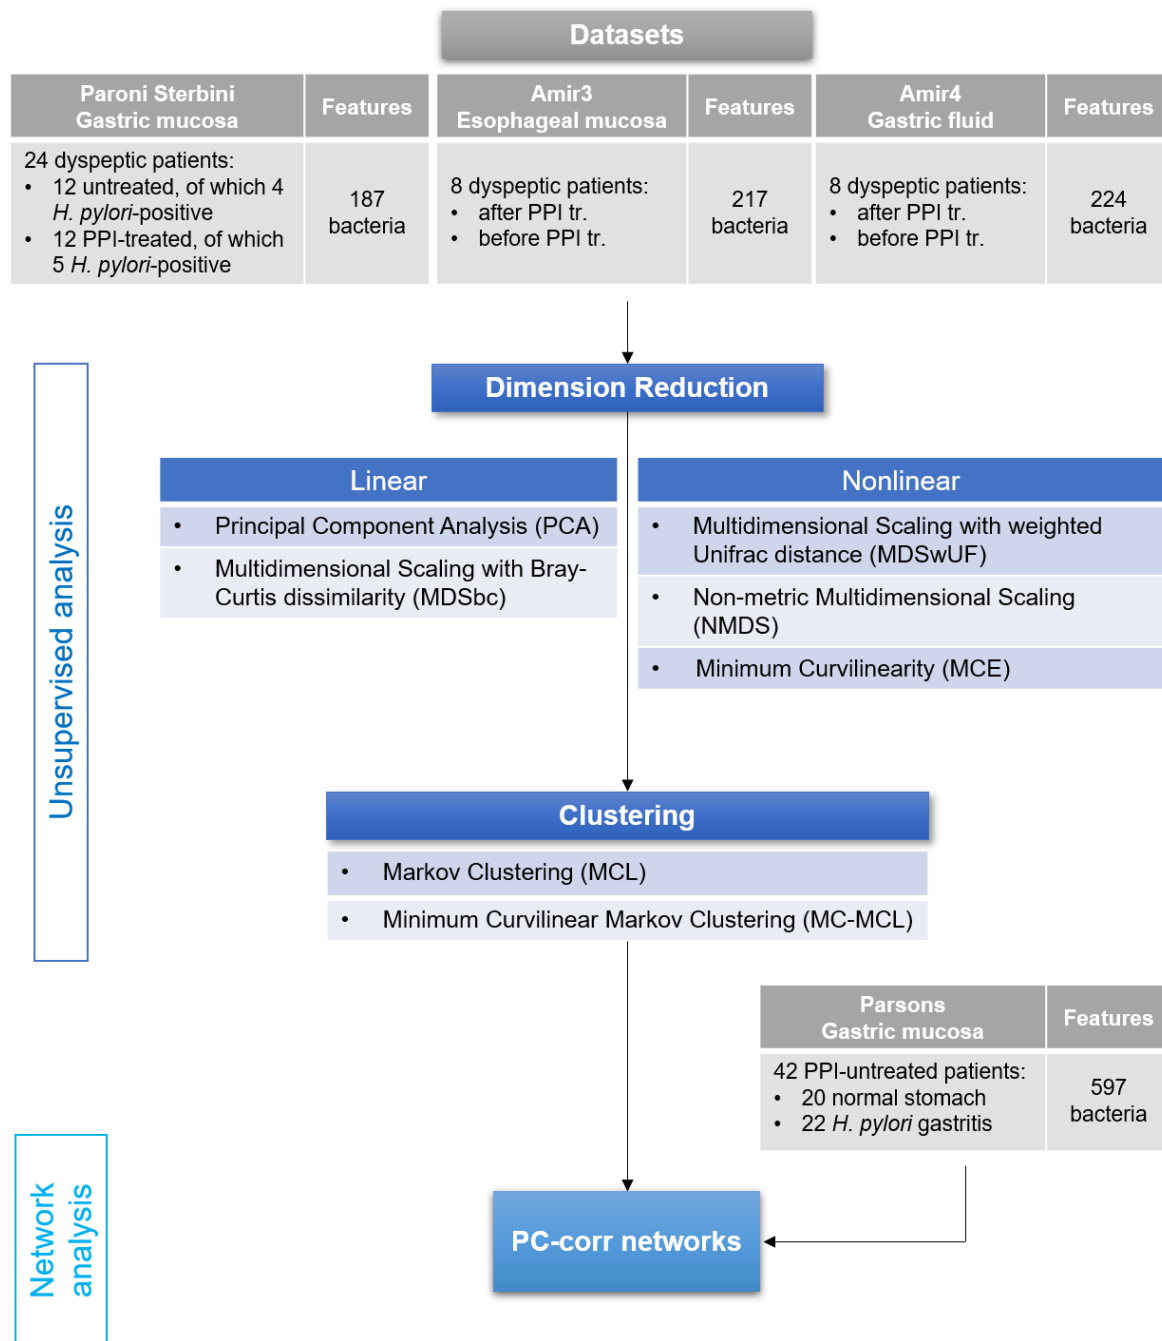 Datasets
Paroni Sterbini
Gastric mucosa
Features
24 dyspeptic patients:
• 12 untreated, of which 4
H. pylori-positive
• 12 PPI-treated, of which
5 H. pylori-positive
187
bacteria
Amir3
Esophageal mucosa
Features
8 dyspeptic patients:
• after PPI tr.
• before PPI tr.
217
bacteria
Amir4
Gastric fluid
Features
8 dyspeptic patients:
• after PPI tr.
• before PPI tr.
224
bacteria
Unsupervised analysis
Dimension Reduction
Linear
• Principal Component Analysis (PCA)
• Multidimensional Scaling with Bray-
Curtis dissimilarity (MDSbc)
Nonlinear
• Multidimensional Scaling with weighted
Unifrac distance (MDSwUF)
• Non-metric Multidimensional Scaling
(NMDS)
• Minimum Curvilinearity (MCE)
Clustering
• Markov Clustering (MCL)
• Minimum Curvilinear Markov Clustering (MC-MCL)
Parsons
Gastric mucosa
Features
42 PPI-untreated patients:
• 20 normal stomach
• 22 H. pylori gastritis
597
bacteria
Network
analysis
PC-corr networks